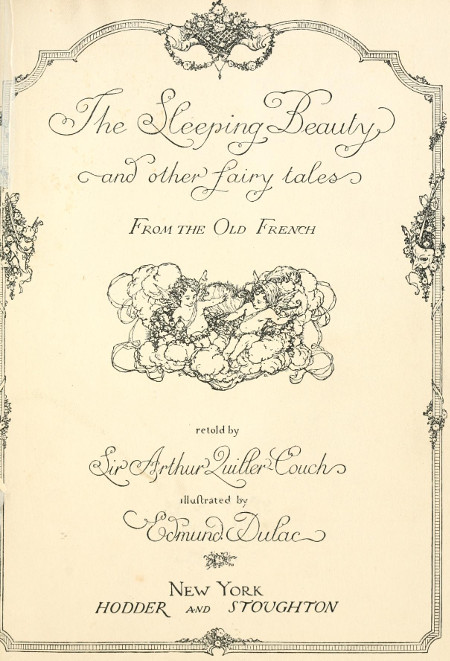 The Sleeping Beauty
and other fairy tales
FROM THE OLD FRENCH
retold by
Sir Arthur Quiller-Couch
illustrated by
Edmund Dulac
NEW YORK
HODDER AND STOUGHTON